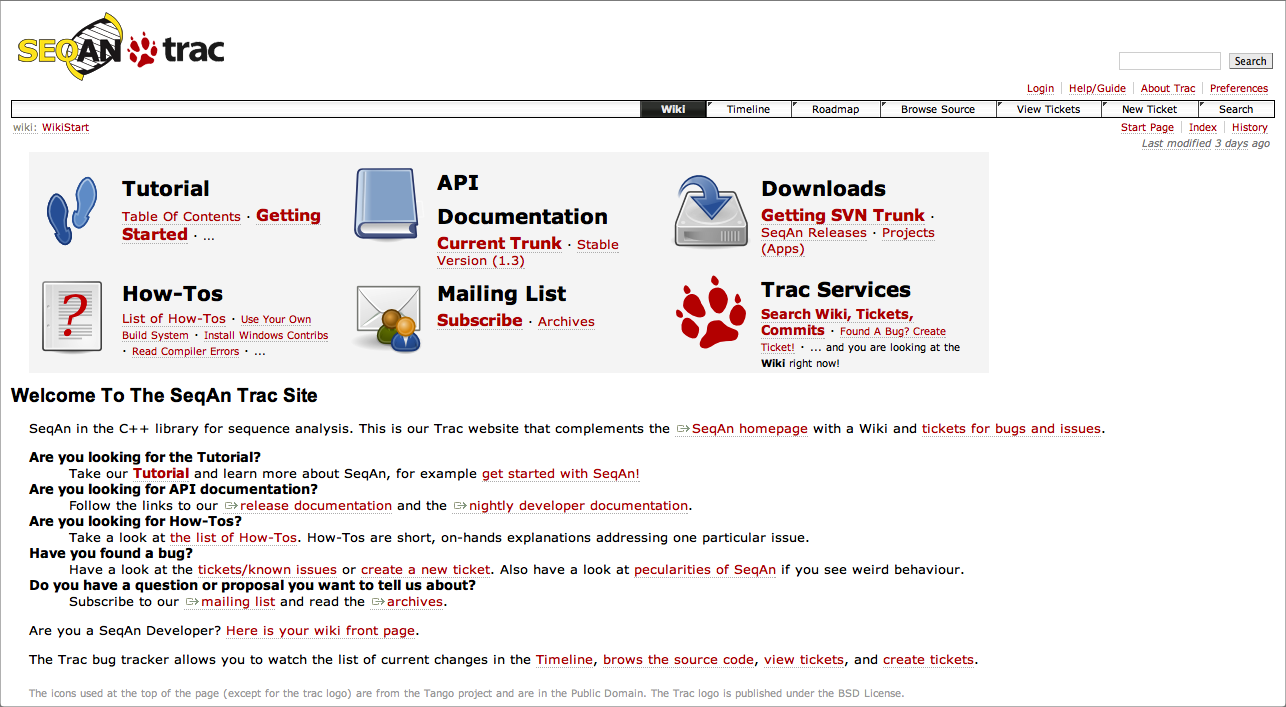 SEQAN trac
Search
Login Help/Guide About Trac Preferences
Wiki Timeline Roadmap Browse Source View Tickets New Ticket Search
wiki: WikiStart
Start Page Index History
Last modified 3 days ago
Tutorial
Table Of Contents · Getting
Started · ...
API
Documentation
Current Trunk · Stable
Version (1.3)
Downloads
Getting SVN Trunk ·
SeqAn Releases · Projects
(Apps)
?
How-Tos
List of How-Tos · Use Your Own
Build System · Install Windows Contribs
· Read Compiler Errors · ...
Mailing List
Subscribe · Archives
Trac Services
Search Wiki, Tickets,
Commits · Found A Bug? Create
Ticket! · ... and you are looking at the
Wiki right now!
Welcome To The SeqAn Trac Site
SeqAn in the C++ library for sequence analysis. This is our Trac website that complements the SeqAn homepage with a Wiki and tickets for bugs and issues.
Are you looking for the Tutorial?
Take our Tutorial and learn more about SeqAn, for example get started with SeqAn!
Are you looking for API documentation?
Follow the links to our release documentation and the nightly developer documentation.
Are you looking for How-Tos?
Take a look at the list of How-Tos. How-Tos are short, on-hands explanations addressing one particular issue.
Have you found a bug?
Have a look at the tickets/known issues or create a new ticket. Also have a look at pecularities of SeqAn if you see weird behaviour.
Do you have a question or proposal you want to tell us about?
Subscribe to our mailing list and read the archives.
Are you a SeqAn Developer? Here is your wiki front page.
The Trac bug tracker allows you to watch the list of current changes in the Timeline, brows the source code, view tickets, and create tickets.
The icons used at the top of the page (except for the trac logo) are from the Tango project and are in the Public Domain. The Trac logo is published under the BSD License.